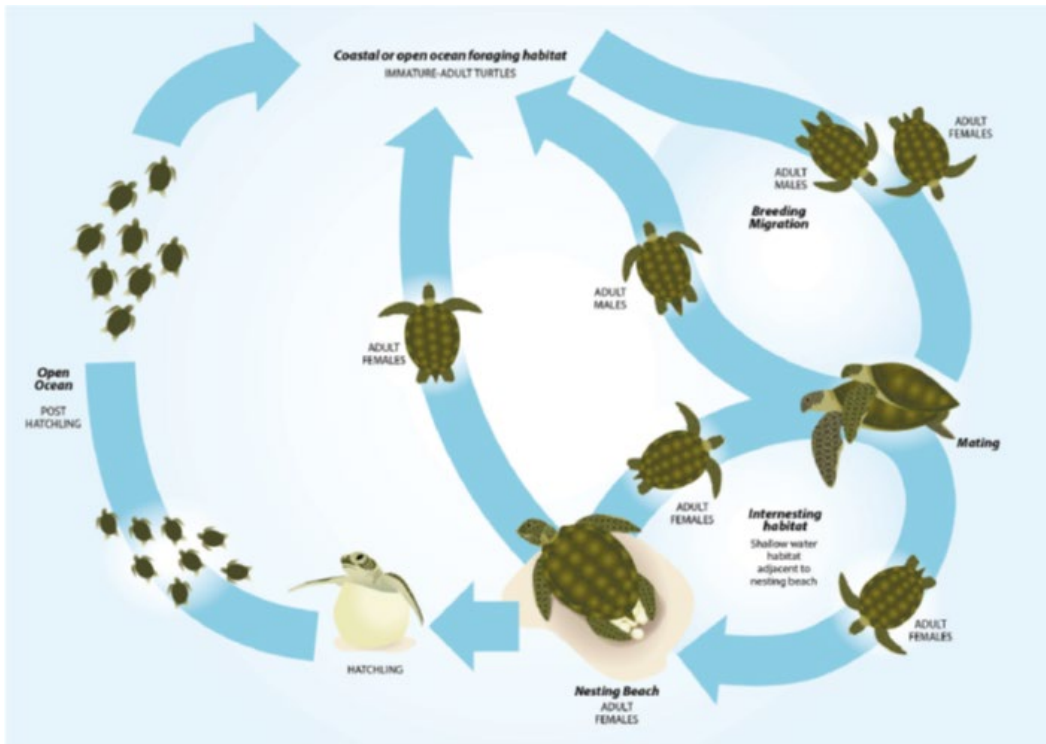 Coastal or open ocean foraging habitat
IMMATURE-ADULT TURTLES
ADULT
FEMALES
ADULT
MALES
Breeding
Migration
ADULT
MALES
ADULT
FEMALES
Open
Ocean
POST
HATCHLING
Mating
ADULT
FEMALES
Internesting
habitat
Shallow water
habitat
adjacent to
nesting beach
ADULT
FEMALES
HATCHLING
Nesting Beach
ADULT
FEMALES